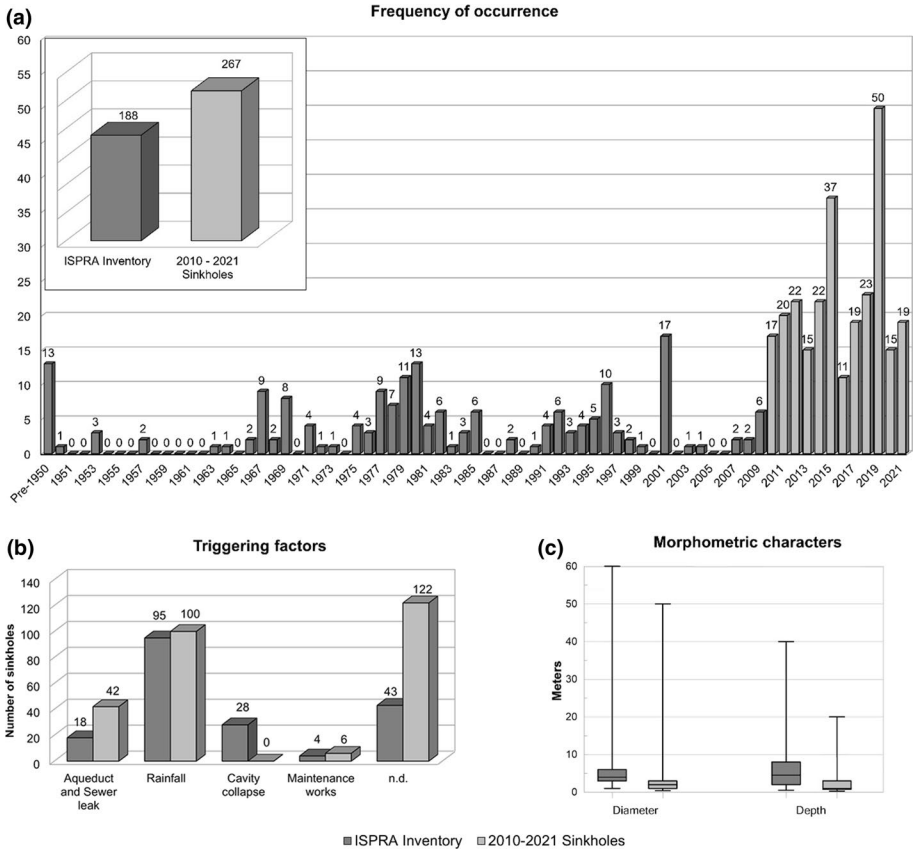 (a)
Frequency of occurrence
60
55
50
45
40
35
30
25
20
15
10
5
0
188
267
ISPRA Inventory
2010 - 2021
Sinkholes
13 1 0 0 3 0 0 0 2 0 0 0 0 0 1 1 0 2 9 2 8 0 4 1 1 0 4 3 9 7 11 13 4 6 1 3 6 0 0 2 0 1 4 6 3 4 5 10 3 2 1 0 17 0 1 1 0 0 2 2 6 17 20 22 15 22 37 11 19 23 50 15 19
Pre-1950 1951 1953 1955 1957 1959 1961 1963 1965 1967 1969 1971 1973 1975 1977 1979 1981 1983 1985 1987 1989 1991 1993 1995 1997 1999 2001 2003 2005 2007 2009 2011 2013 2015 2017 2019 2021
(b)
Triggering factors
Number of sinkholes
140
120
100
80
60
40
20
0
18 42 95 100 28 0 4 6 43 122
Aqueduct
and Sewer
leak
Rainfall
Cavity
collapse
Maintenance
works
n.d.
(c)
Morphometric characters
Meters
60
50
40
30
20
10
0
Diameter
Depth
ISPRA Inventory 2010-2021 Sinkholes